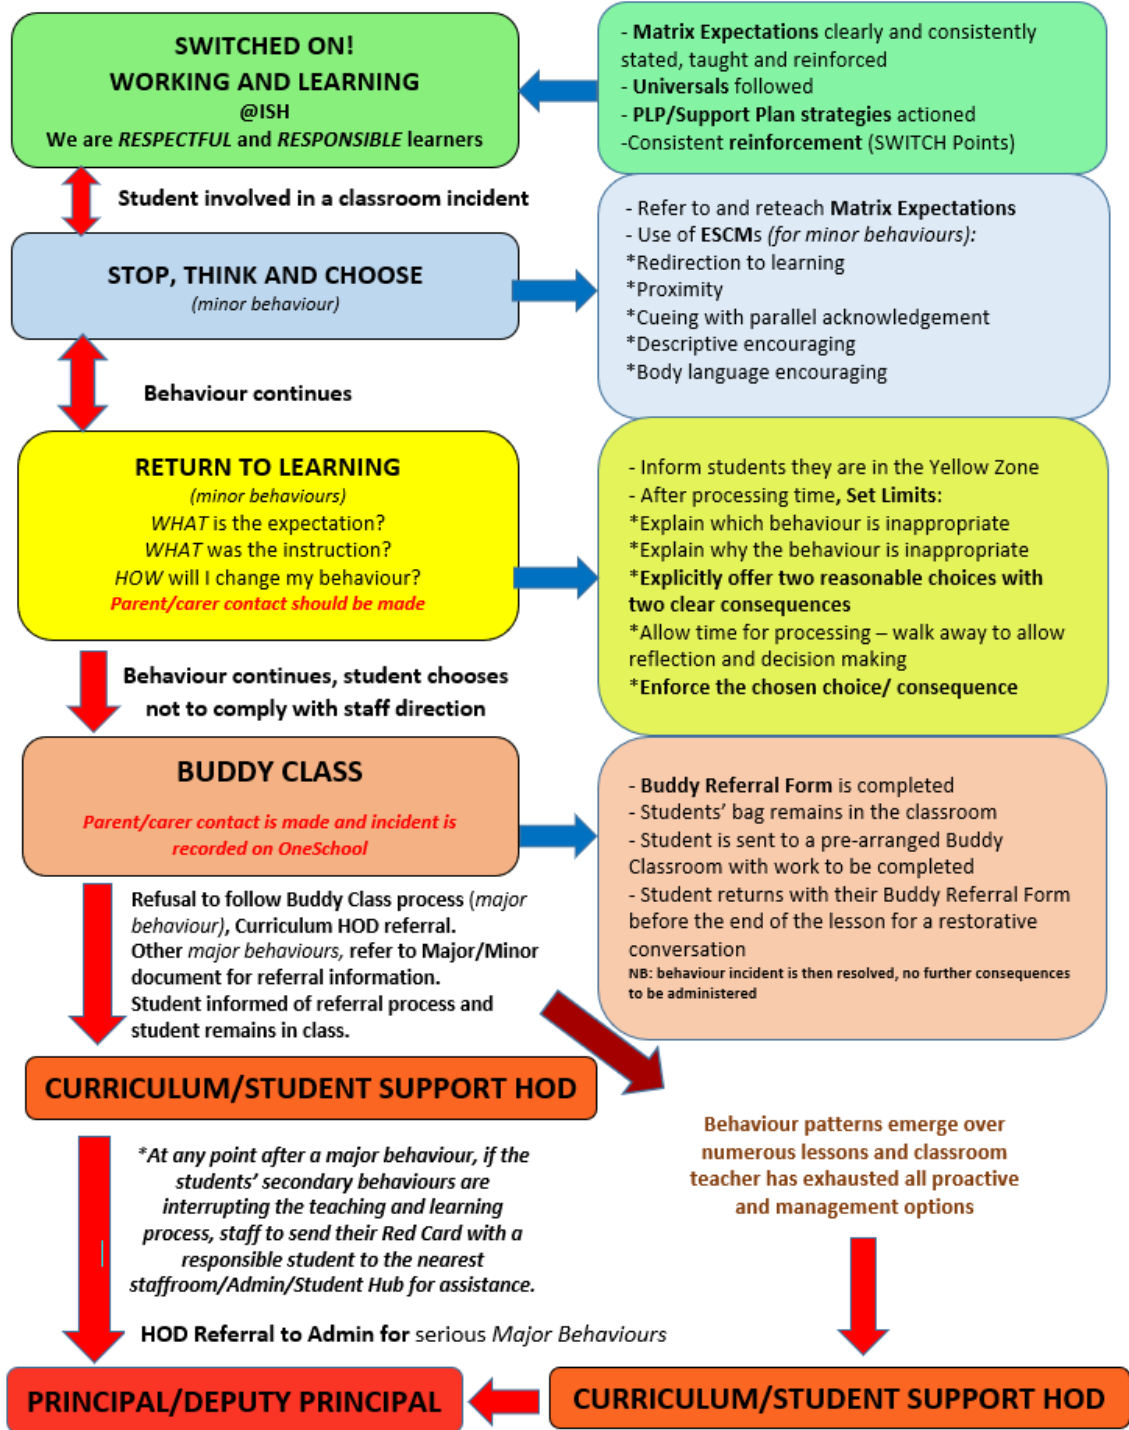 SWITCHED ON!
WORKING AND LEARNING
@ISH
We are RESPECTFUL and RESPONSIBLE learners
- Matrix Expectations clearly and consistently
stated, taught and reinforced
- Universals followed
- PLP/Support Plan strategies actioned
-Consistent reinforcement (SWITCH Points)
Student involved in a classroom incident
STOP, THINK AND CHOOSE
(minor behaviour)
- Refer to and reteach Matrix Expectations
- Use of ESCMs (for minor behaviours):
*Redirection to learning
*Proximity
*Cueing with parallel acknowledgement
*Descriptive encouraging
*Body language encouraging
Behaviour continues
RETURN TO LEARNING
(minor behaviours)
WHAT is the expectation?
WHAT was the instruction?
HOW will I change my behaviour?
Parent/carer contact should be made
- Inform students they are in the Yellow Zone
- After processing time, Set Limits:
*Explain which behaviour is inappropriate
*Explain why the behaviour is inappropriate
*Explicitly offer two reasonable choices with
two clear consequences
*Allow time for processing – walk away to allow
reflection and decision making
*Enforce the chosen choice/ consequence
Behaviour continues, student chooses
not to comply with staff direction
BUDDY CLASS
Parent/carer contact is made and incident is
recorded on OneSchool
- Buddy Referral Form is completed
- Students' bag remains in the classroom
- Student is sent to a pre-arranged Buddy
Classroom with work to be completed
- Student returns with their Buddy Referral Form
before the end of the lesson for a restorative
conversation
NB: behaviour incident is then resolved, no further consequences
to be administered
Refusal to follow Buddy Class process (major
behaviour), Curriculum HOD referral.
Other major behaviours, refer to Major/Minor
document for referral information.
Student informed of referral process and
student remains in class.
CURRICULUM/STUDENT SUPPORT HOD
*At any point after a major behaviour, if the
students' secondary behaviours are
interrupting the teaching and learning
process, staff to send their Red Card with a
responsible student to the nearest
staffroom/Admin/Student Hub for assistance.
Behaviour patterns emerge over
numerous lessons and classroom
teacher has exhausted all proactive
and management options
HOD Referral to Admin for serious Major Behaviours
PRINCIPAL/DEPUTY PRINCIPAL
CURRICULUM/STUDENT SUPPORT HOD